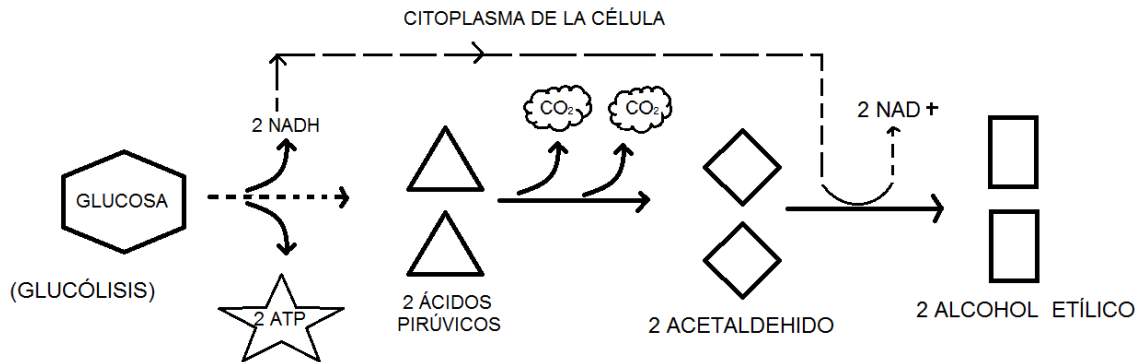 CITOPLASMA DE LA CÉLULA
CO₂
CO₂
2 NADH
2 NAD +
GLUCOSA
(GLUCÓLISIS)
2 ATP
2 ÁCIDOS
PIRÚVICOS
2 ACETALDEHIDO
2 ALCOHOL ETÍLICO